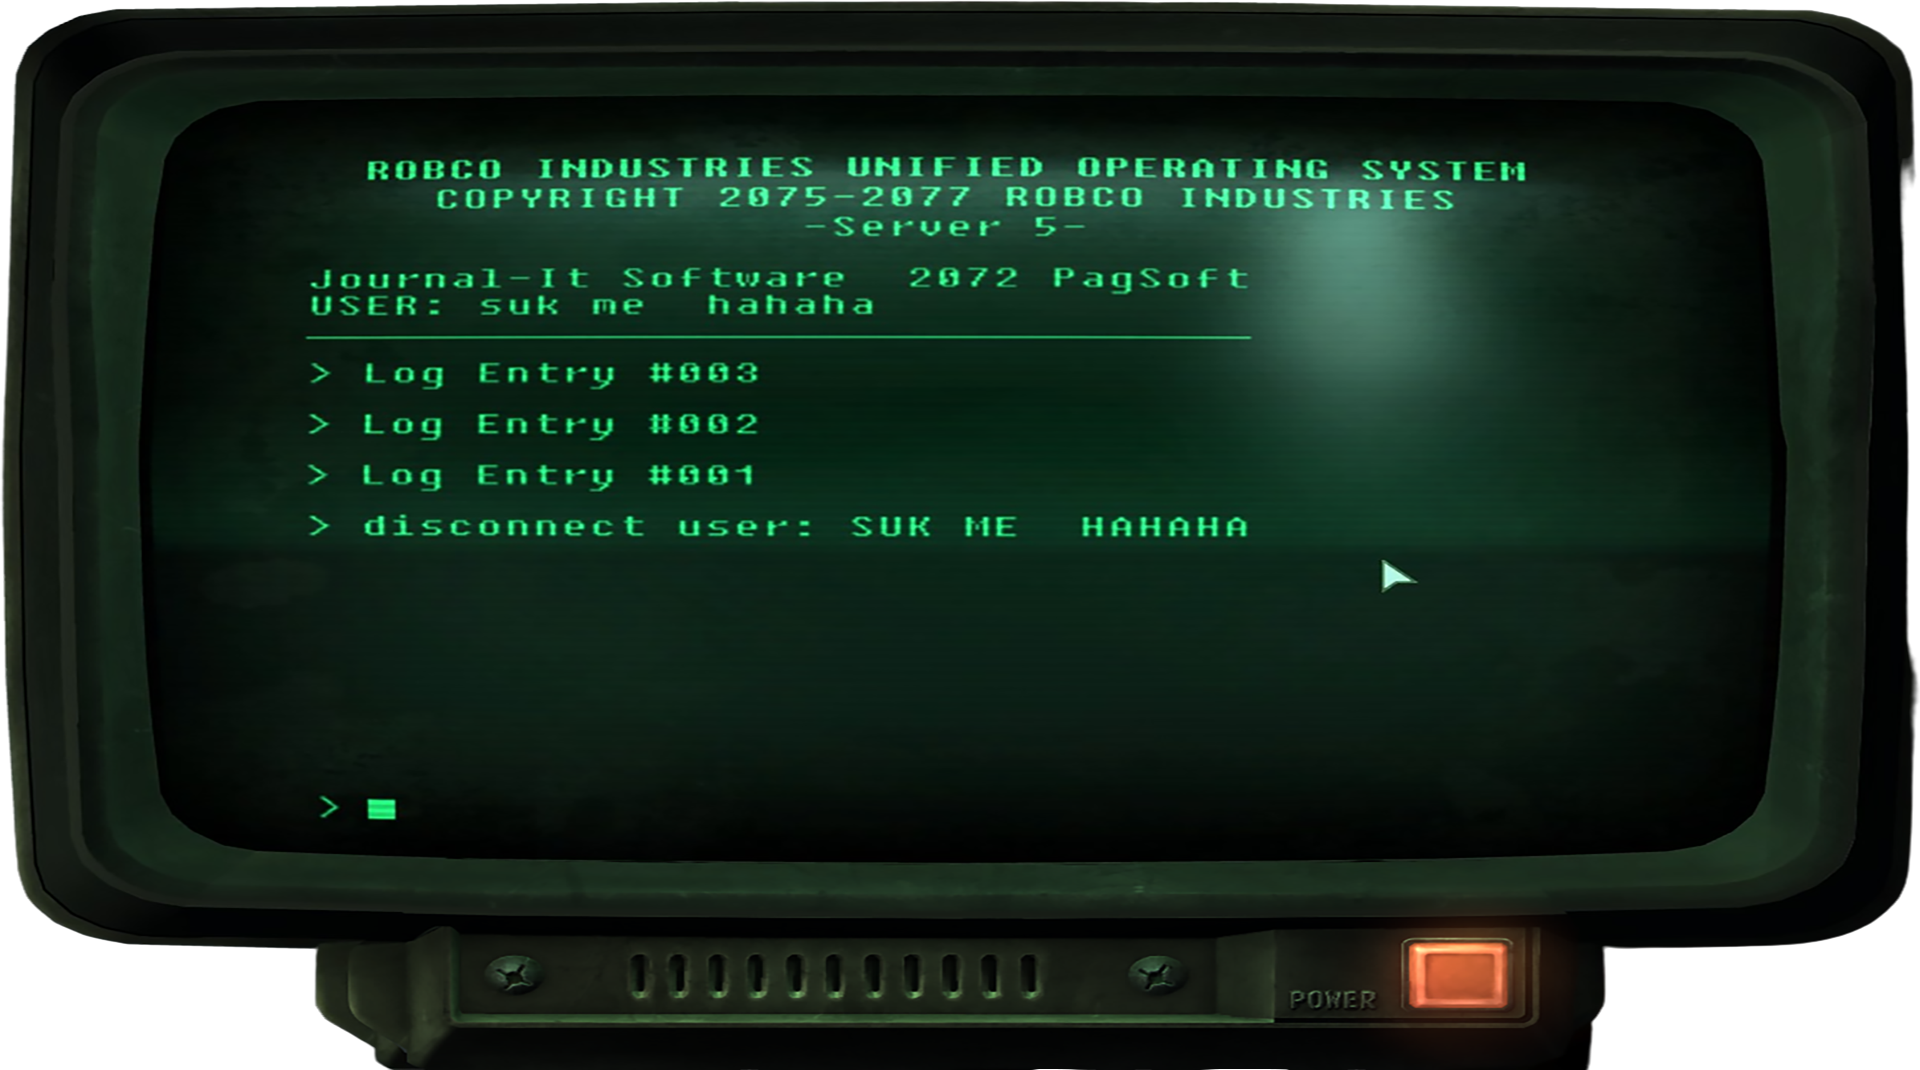 ROBCO INDUSTRIES UNIFIED OPERATING SYSTEM
COPYRIGHT 2075-2077 ROBCO INDUSTRIES
-Server 5-
Journal-It Software  2072 PagSoft
USER: suk me  hahaha
> Log Entry #003
> Log Entry #002
> Log Entry #001
> disconnect user: SUK ME  HAHAHA
>
POWER